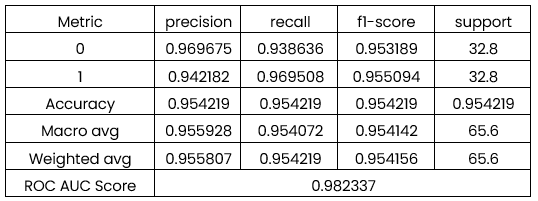 Metric precision recall f1-score support
0 0.969675 0.938636 0.953189 32.8
1 0.942182 0.969508 0.955094 32.8
Accuracy 0.954219 0.954219 0.954219 0.954219
Macro avg 0.955928 0.954072 0.954142 65.6
Weighted avg 0.955807 0.954219 0.954156 65.6
ROC AUC Score 0.982337